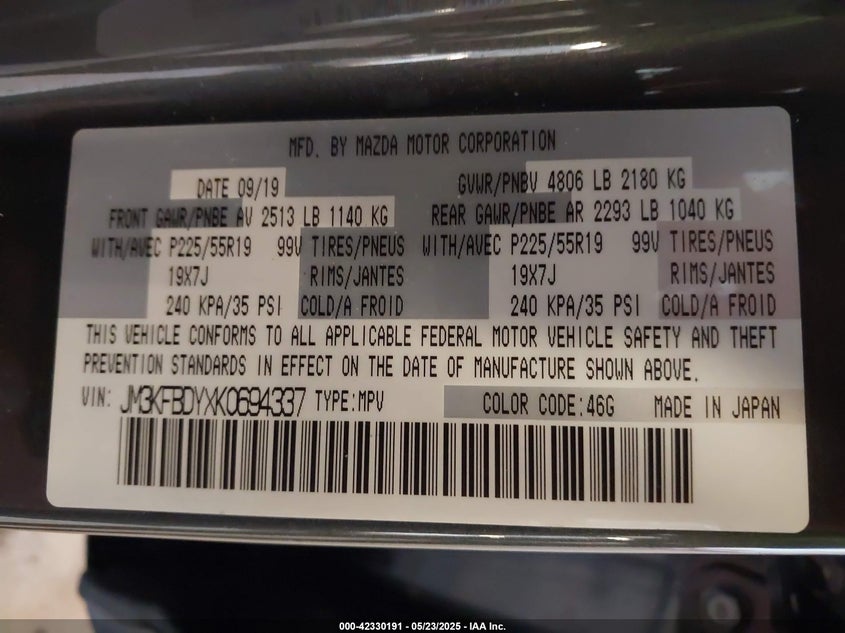 MFD. BY MAZDA MOTOR CORPORATION
DATE 09/19 GVWR/PNBV 4806 LB 2180 KG
FRONT GAWR/PNBE AV 2513 LB 1140 KG REAR GAWR/PNBE AR 2293 LB 1040 KG
WITH/AVEC P225/55R19 99V TIRES/PNEUS WITH/AVEC P225/55R19 99V TIRES/PNEUS
19X7J RIMS/JANTES 19X7J RIMS/JANTES
240 KPA/35 PSI COLD/A FROID 240 KPA/35 PSI COLD/A FROID
THIS VEHICLE CONFORMS TO ALL APPLICABLE FEDERAL MOTOR VEHICLE SAFETY AND THEFT
PREVENTION STANDARDS IN EFFECT ON THE DATE OF MANUFACTURE SHOWN ABOVE.
VIN: JM3KFBDYXK0694337 TYPE:MPV COLOR CODE:46G MADE IN JAPAN
000-42330191 - 05/23/2025 - IAA Inc.